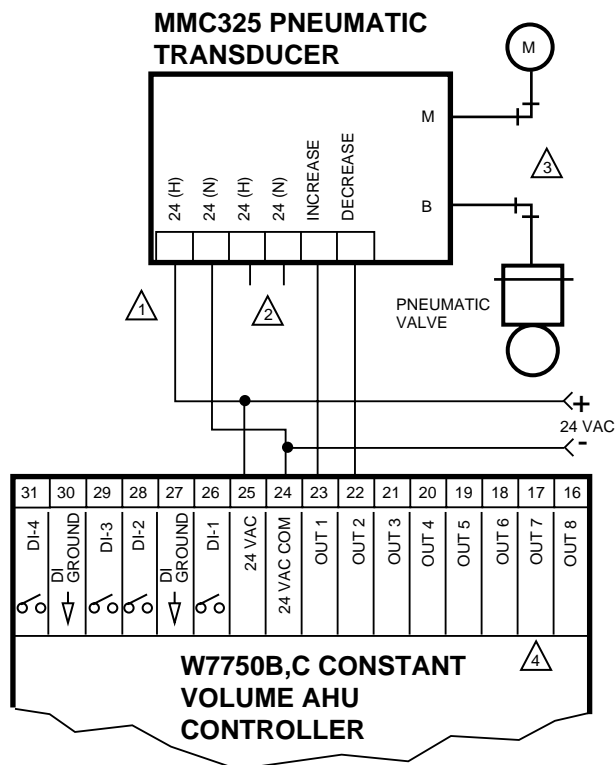 MMC325 PNEUMATIC
TRANSDUCER
M
24 (H)
24 (N)
24 (H)
24 (N)
INCREASE
DECREASE
M
B
3
1
2
PNEUMATIC
VALVE
+
24 VAC
-
31 30 29 28 27 26 25 24 23 22 21 20 19 18 17 16
DI-4
DI
GROUND
DI-3
DI-2
DI
GROUND
DI-1
24 VAC
24 VAC COM
OUT 1
OUT 2
OUT 3
OUT 4
OUT 5
OUT 6
OUT 7
OUT 8
4
W7750B,C CONSTANT
VOLUME AHU
CONTROLLER